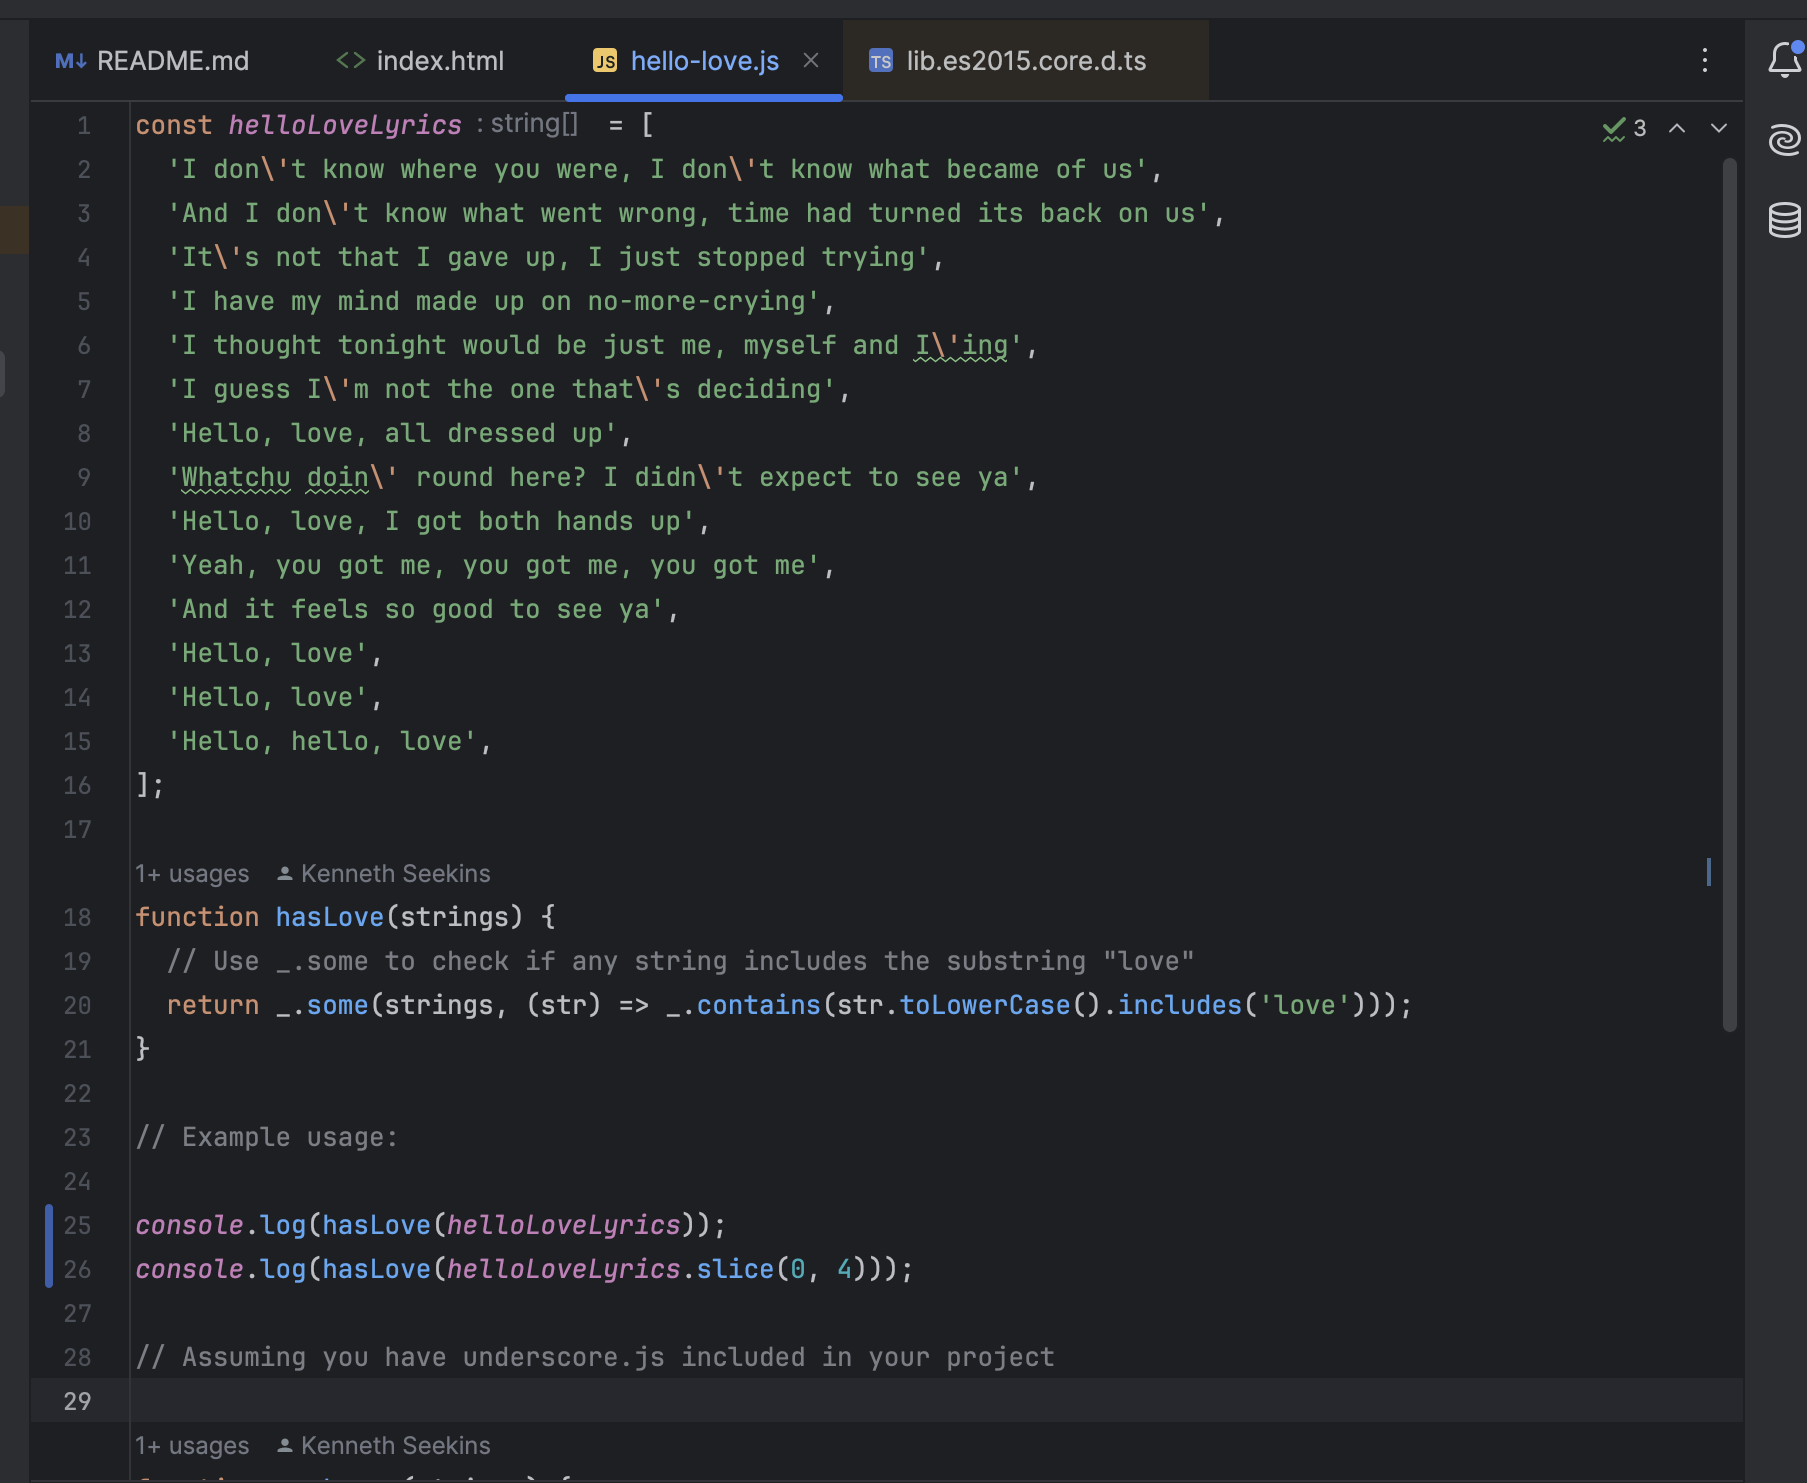 M↓ README.md <> index.html JS hello-love.js × TS lib.es2015.core.d.ts
3
1 const helloLoveLyrics : string[] = [
2 'I don\'t know where you were, I don\'t know what became of us',
3 'And I don\'t know what went wrong, time had turned its back on us',
4 'It\'s not that I gave up, I just stopped trying',
5 'I have my mind made up on no-more-crying',
6 'I thought tonight would be just me, myself and I\'ing',
7 'I guess I\'m not the one that\'s deciding',
8 'Hello, love, all dressed up',
9 'Whatchu doin\' round here? I didn\'t expect to see ya',
10 'Hello, love, I got both hands up',
11 'Yeah, you got me, you got me, you got me',
12 'And it feels so good to see ya',
13 'Hello, love',
14 'Hello, love',
15 'Hello, hello, love',
16 ];
17
1+ usages Kenneth Seekins
18 function hasLove(strings) {
19 // Use _.some to check if any string includes the substring "love"
20 return _.some(strings, (str) => _.contains(str.toLowerCase().includes('love')));
21 }
22
23 // Example usage:
24
25 console.log(hasLove(helloLoveLyrics));
26 console.log(hasLove(helloLoveLyrics.slice(0, 4)));
27
28 // Assuming you have underscore.js included in your project
29
1+ usages Kenneth Seekins